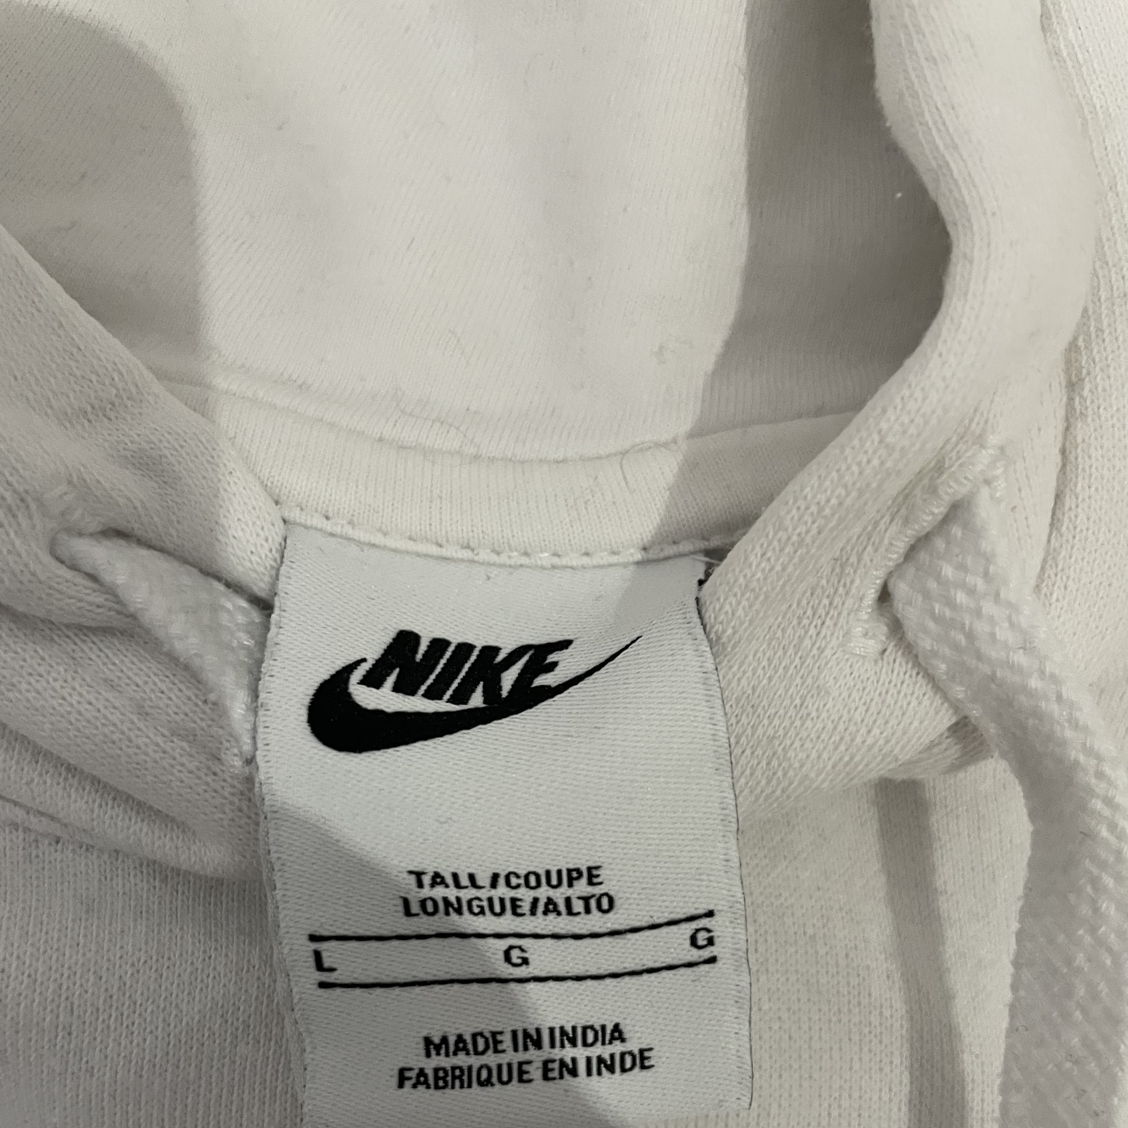 NIKE
TALL/COUPE
LONGUE/ALTO
L G G
MADE IN INDIA
FABRIQUE EN INDE